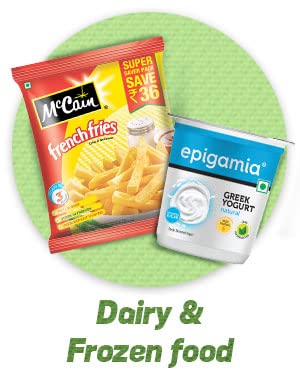 SUPER
SAVER PACK
SAVE
₹36
McCain
french fries
epigamia®
GREEK
YOGURT
natural
Dairy &
Frozen food